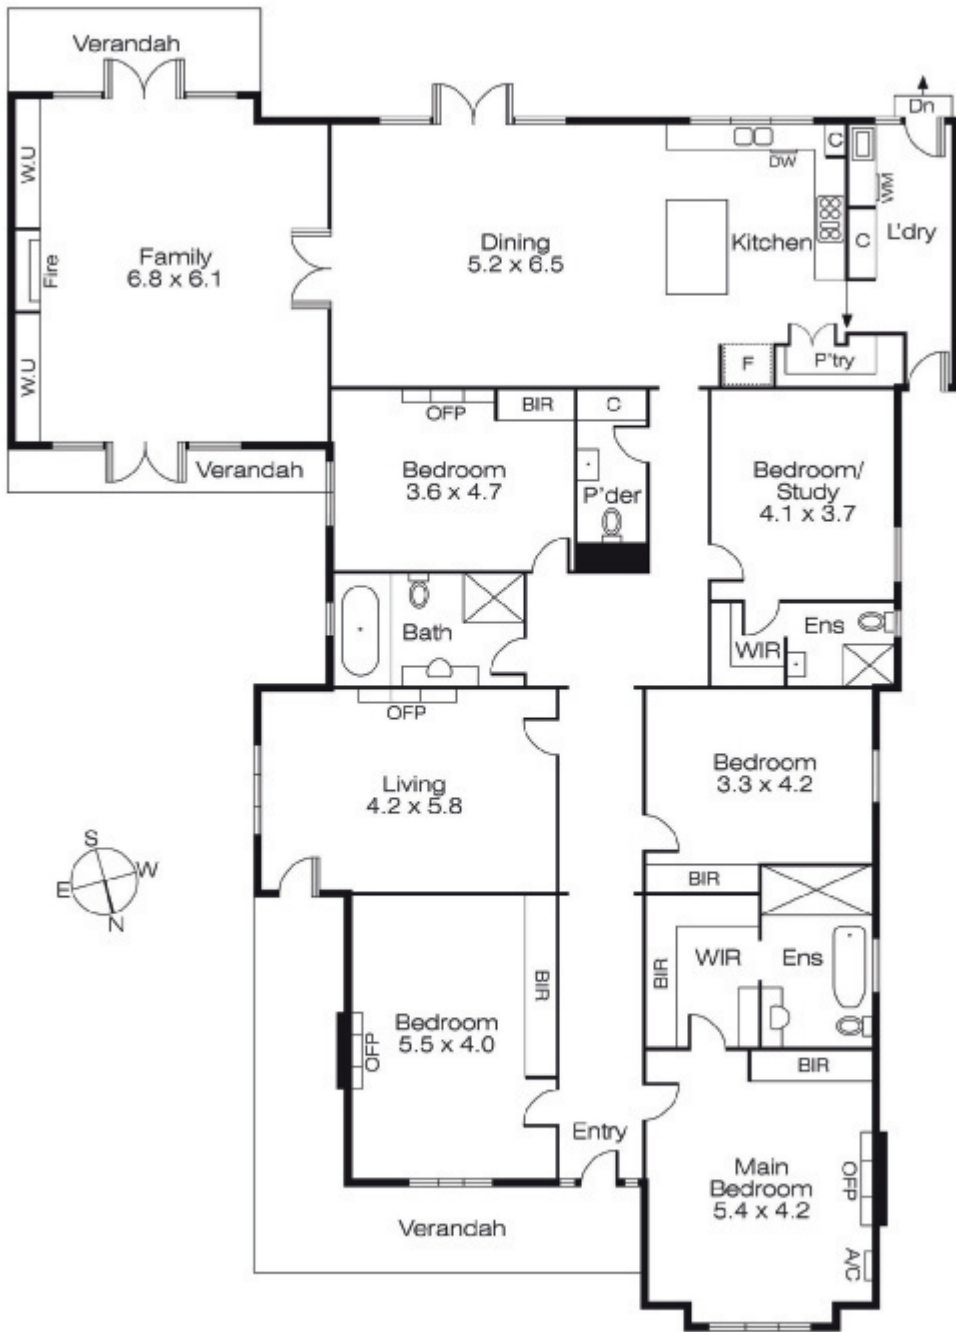 Verandah
Dn
W.U
C
DW
WM
Family
6.8 x 6.1
Dining
5.2 x 6.5
Kitchen
C
L'dry
Fire
W.U
F
P'try
OFP
BIR
C
Verandah
Bedroom
3.6 x 4.7
P'der
Bedroom/
Study
4.1 x 3.7
Bath
Ens
WIR
OFP
Living
4.2 x 5.8
Bedroom
3.3 x 4.2
S
W
E
N
BIR
BIR
BIR
WIR
Ens
Bedroom
5.5 x 4.0
OFP
BIR
Entry
Main
Bedroom
5.4 x 4.2
OFP
Verandah
A/C